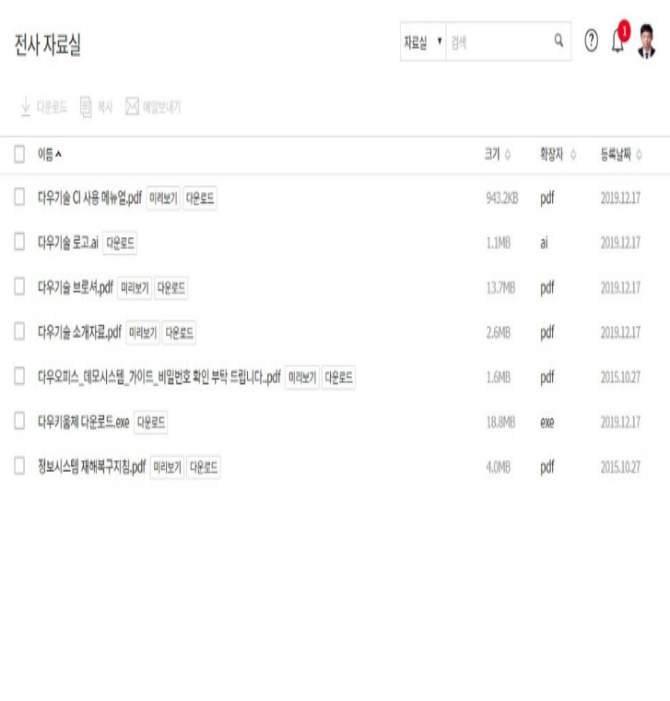 전사 자료실
자료실 ▼ 검색
1
다운로드 복사 메일보내기
이름 크기 확장자 등록날짜
다우기술 CI 사용 메뉴얼.pdf 미리보기 다운로드 943.2KB pdf 2019.12.17
다우기술 로고.ai 다운로드 1.1MB ai 2019.12.17
다우기술 브로셔.pdf 미리보기 다운로드 13.7MB pdf 2019.12.17
다우기술 소개자료.pdf 미리보기 다운로드 2.6MB pdf 2019.12.17
다우오피스_데모시스템_가이드_비밀번호 확인 부탁 드립니다..pdf 미리보기 다운로드 1.6MB pdf 2015.10.27
다우키움체 다운로드.exe 다운로드 18.8MB exe 2019.12.17
정보시스템 재해복구지침.pdf 미리보기 다운로드 4.0MB pdf 2015.10.27